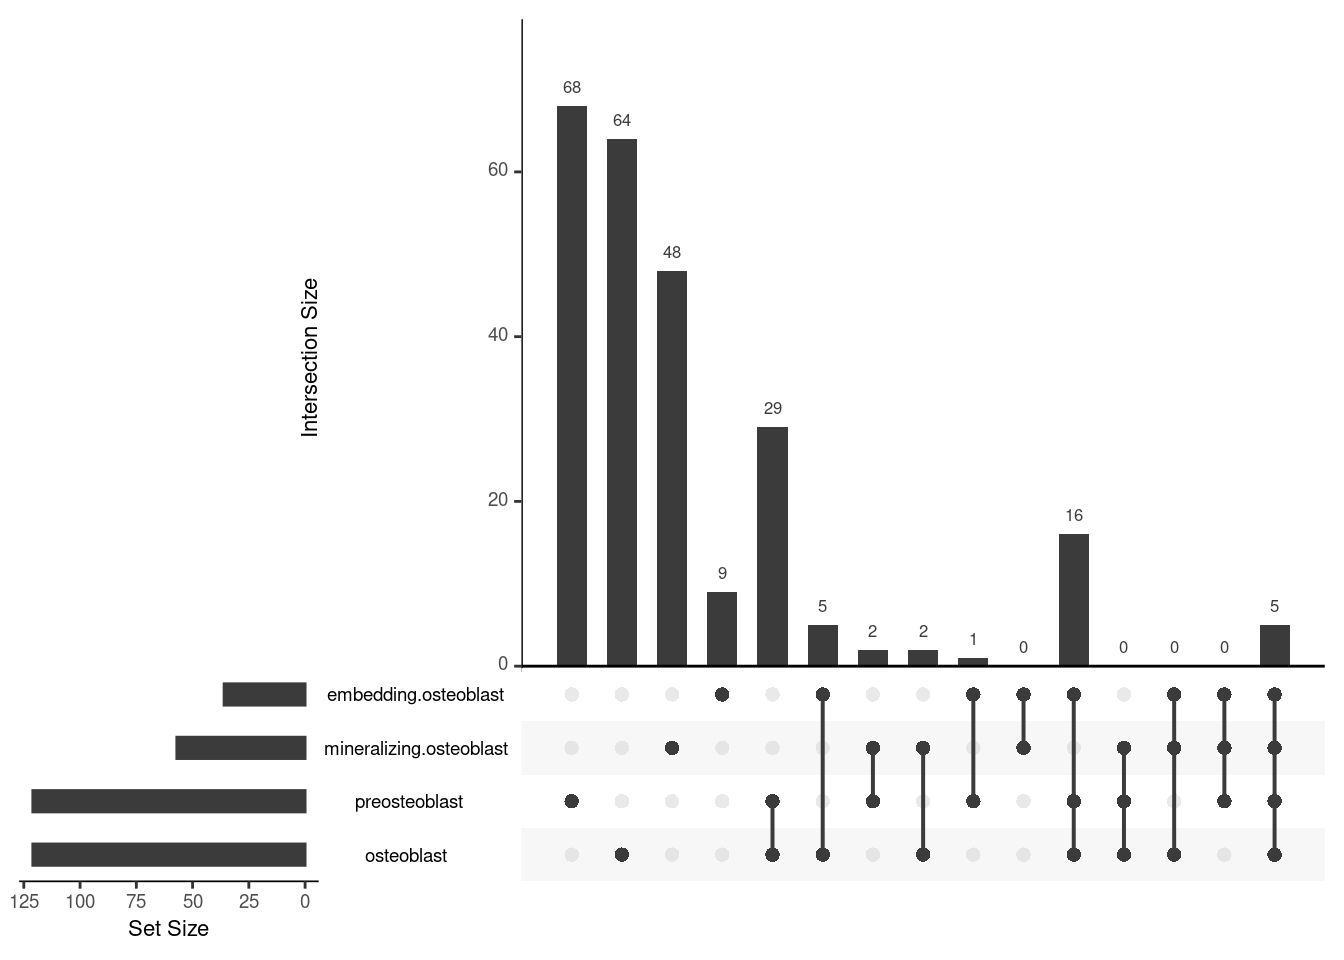 68
64
60
48
40
Intersection Size
29
20
16
9
5
2
2
1
0
0
0
0
5
0
embedding.osteoblast
mineralizing.osteoblast
preosteoblast
osteoblast
125 100 75 50 25 0
Set Size